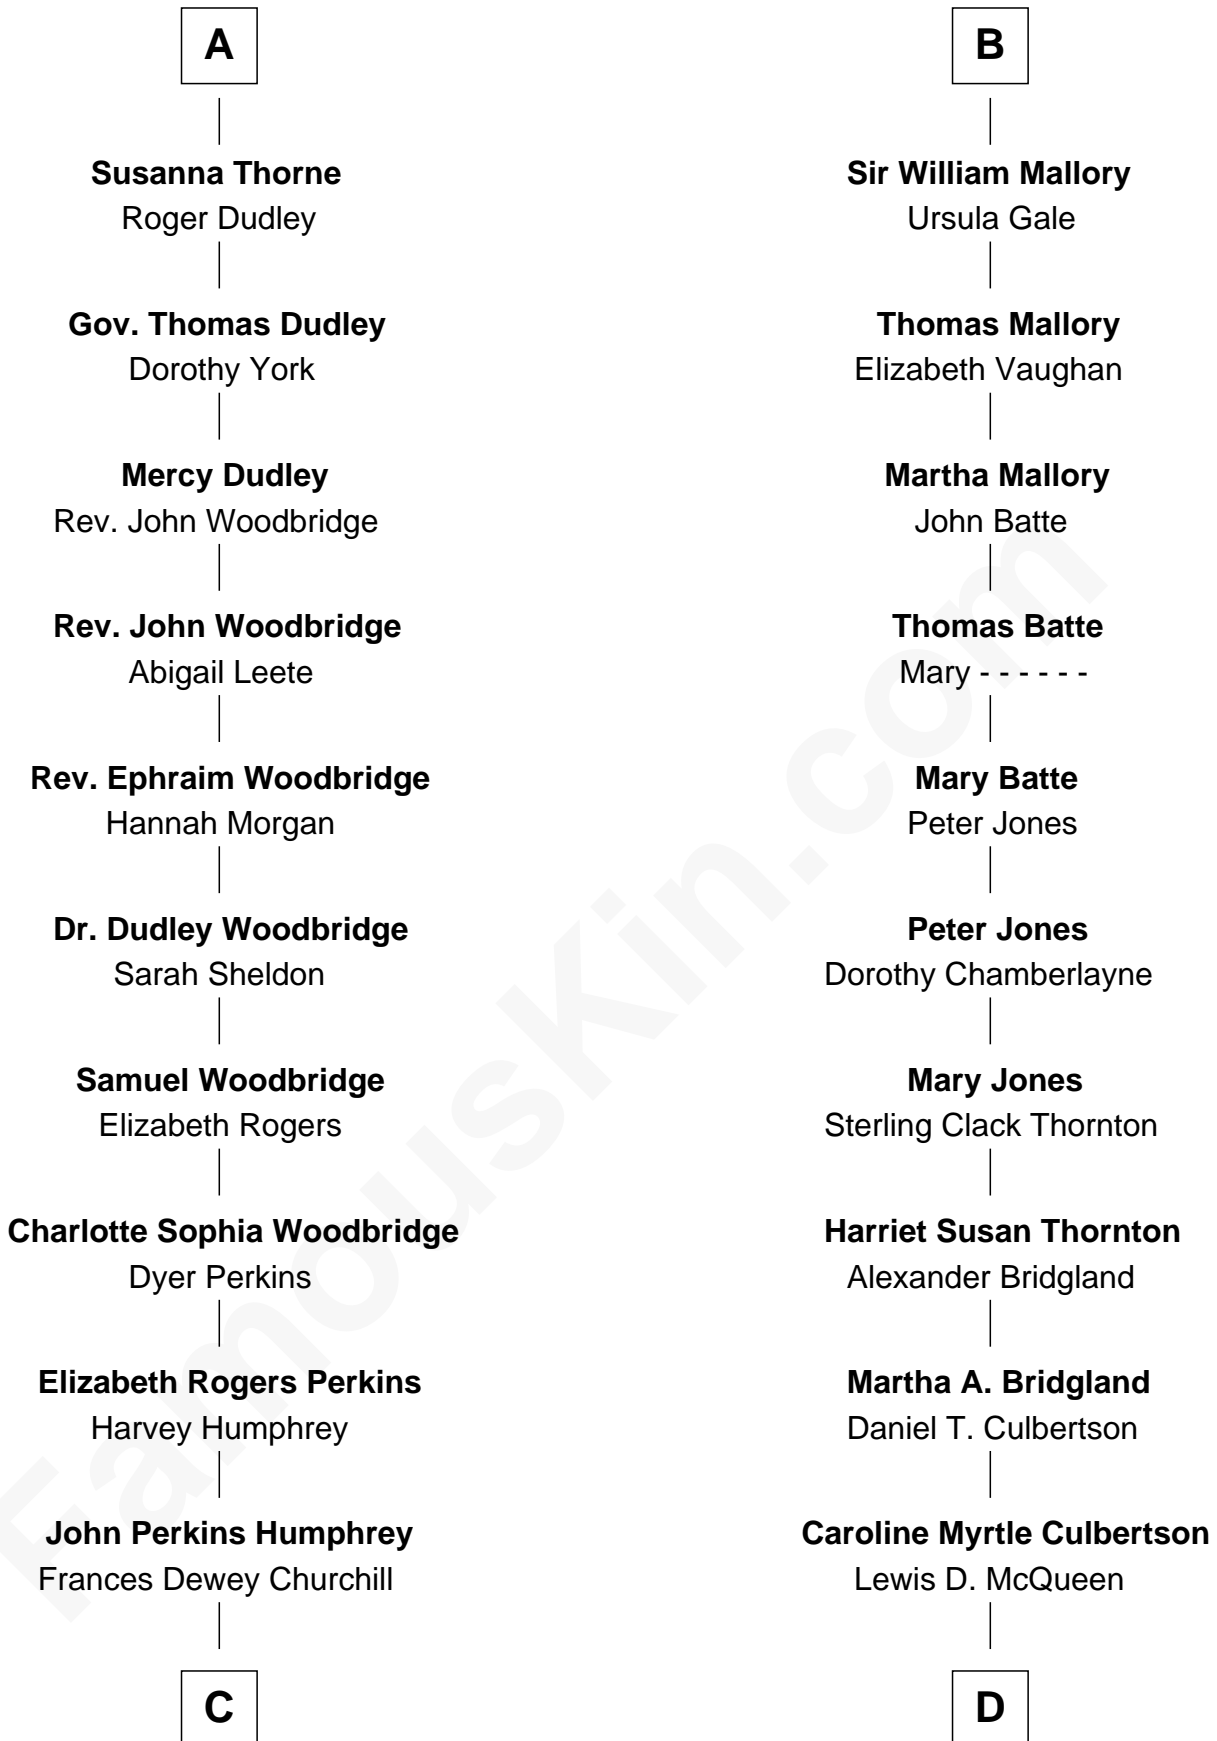 A
Susanna Thorne
Roger Dudley
Gov. Thomas Dudley
Dorothy York
Mercy Dudley
Rev. John Woodbridge
Rev. John Woodbridge
Abigail Leete
Rev. Ephraim Woodbridge
Hannah Morgan
Dr. Dudley Woodbridge
Sarah Sheldon
Samuel Woodbridge
Elizabeth Rogers
Charlotte Sophia Woodbridge
Dyer Perkins
Elizabeth Rogers Perkins
Harvey Humphrey
John Perkins Humphrey
Frances Dewey Churchill
C
B
Sir William Mallory
Ursula Gale
Thomas Mallory
Elizabeth Vaughan
Martha Mallory
John Batte
Thomas Batte
Mary - - - - - -
Mary Batte
Peter Jones
Peter Jones
Dorothy Chamberlayne
Mary Jones
Sterling Clack Thornton
Harriet Susan Thornton
Alexander Bridgland
Martha A. Bridgland
Daniel T. Culbertson
Caroline Myrtle Culbertson
Lewis D. McQueen
D
FamousKin.com